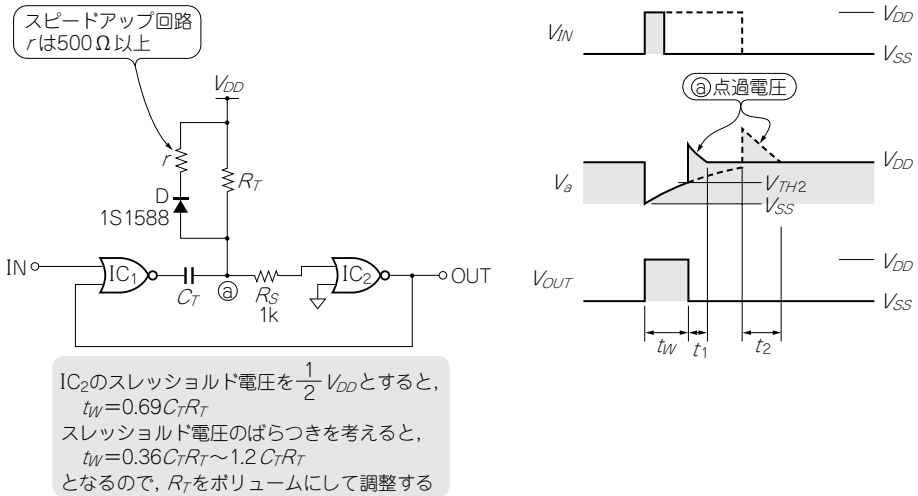 スピードアップ回路
rは500Ω以上
VDD
r
RT
D
1S1588
IN
IC1
CT
ⓐ
RS
1k
IC2
OUT
IC2のスレッショルド電圧を1/2 VDDとすると,
tW=0.69CTRT
スレッショルド電圧のばらつきを考えると,
tW=0.36CTRT～1.2CTRT
となるので, RTをボリュームにして調整する
VIN
VDD
VSS
ⓐ点過電圧
Va
VDD
VTH2
VSS
VOUT
VDD
VSS
tW
t1
t2